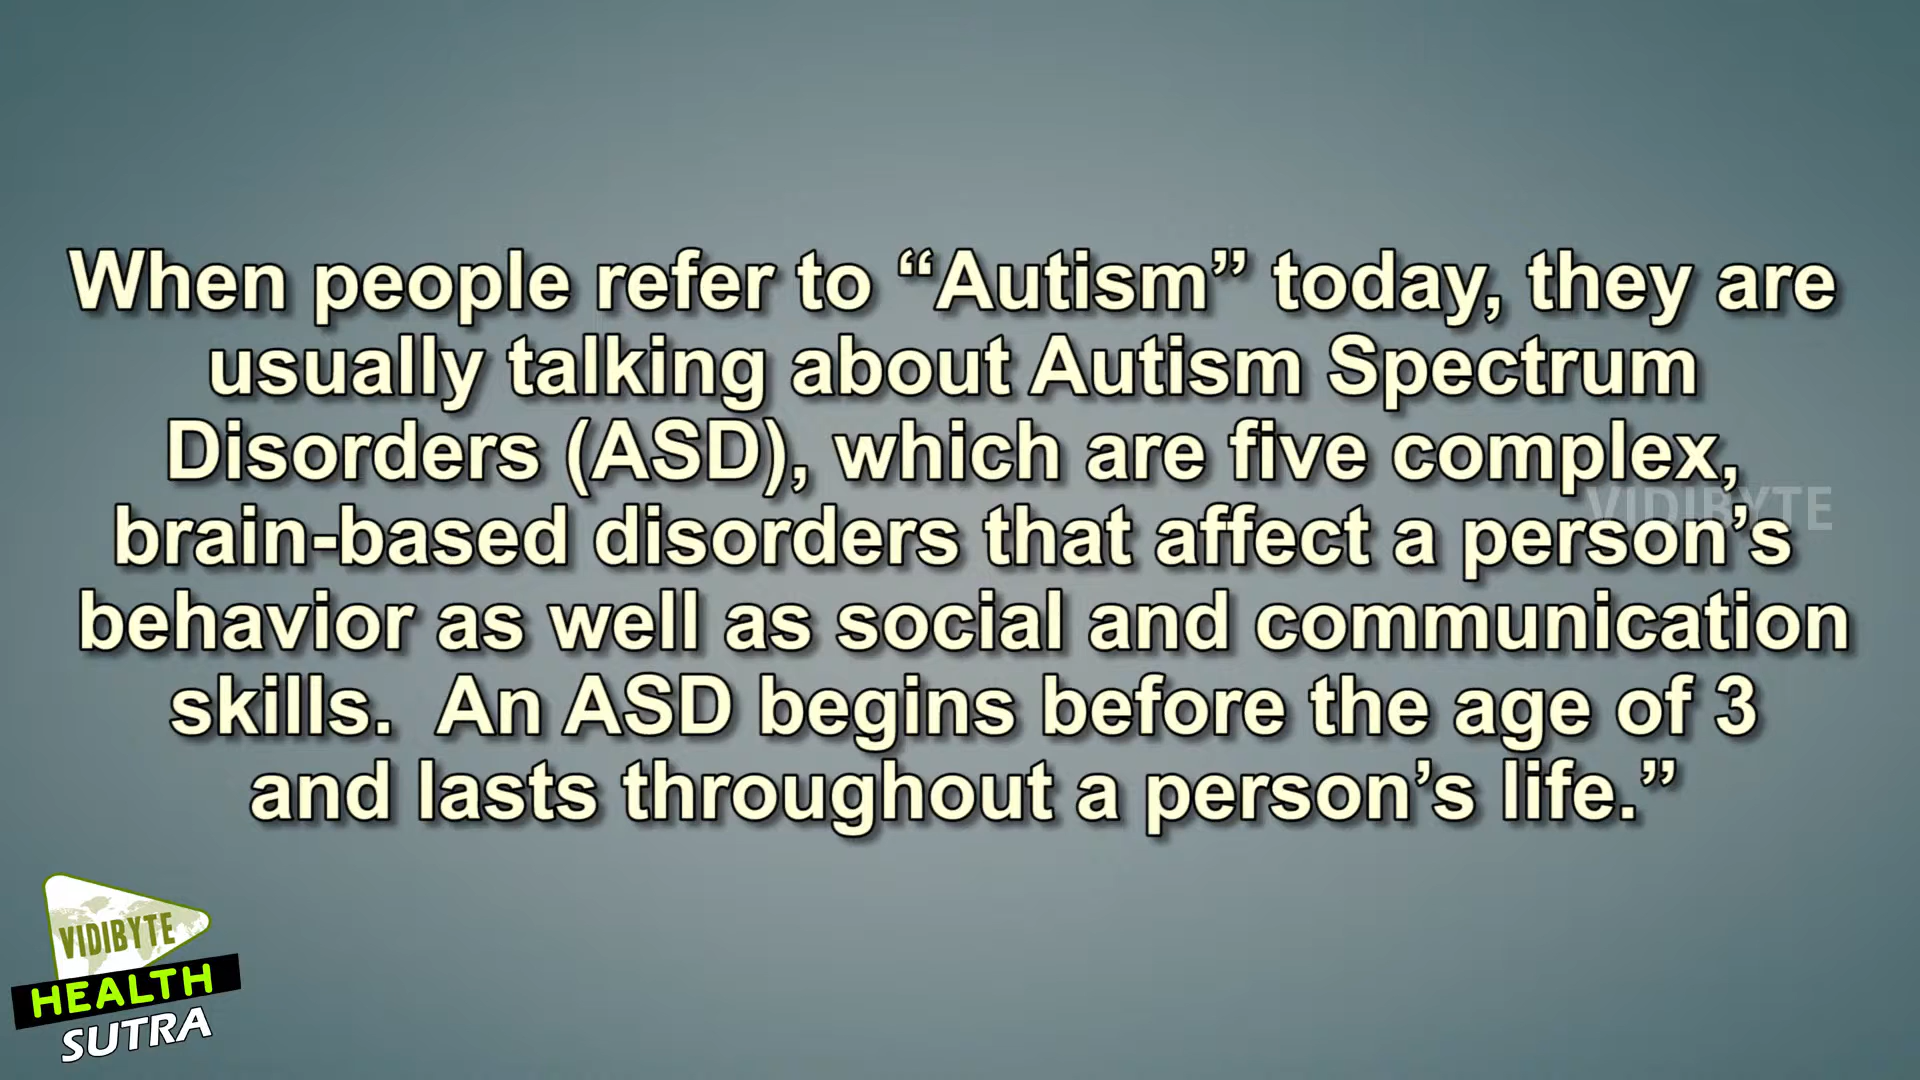 When people refer to “Autism” today, they are
usually talking about Autism Spectrum
Disorders (ASD), which are five complex,
brain-based disorders that affect a person’s
behavior as well as social and communication
skills.  An ASD begins before the age of 3
and lasts throughout a person’s life.”
VIDIBYTE
VIDIBYTE
HEALTH
SUTRA